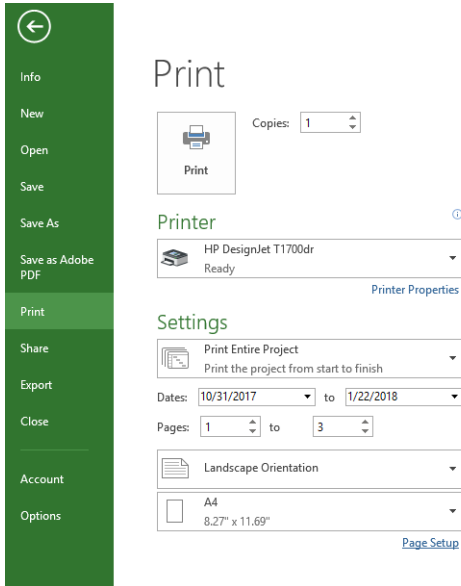 Info
New
Open
Save
Save As
Save as Adobe
PDF
Print
Share
Export
Close
Account
Options
Print
Print
Copies: 1
Printer
HP DesignJet T1700dr
Ready
Printer Properties
Settings
Print Entire Project
Print the project from start to finish
Dates: 10/31/2017 to 1/22/2018
Pages: 1 to 3
Landscape Orientation
A4
8.27" x 11.69"
Page Setup